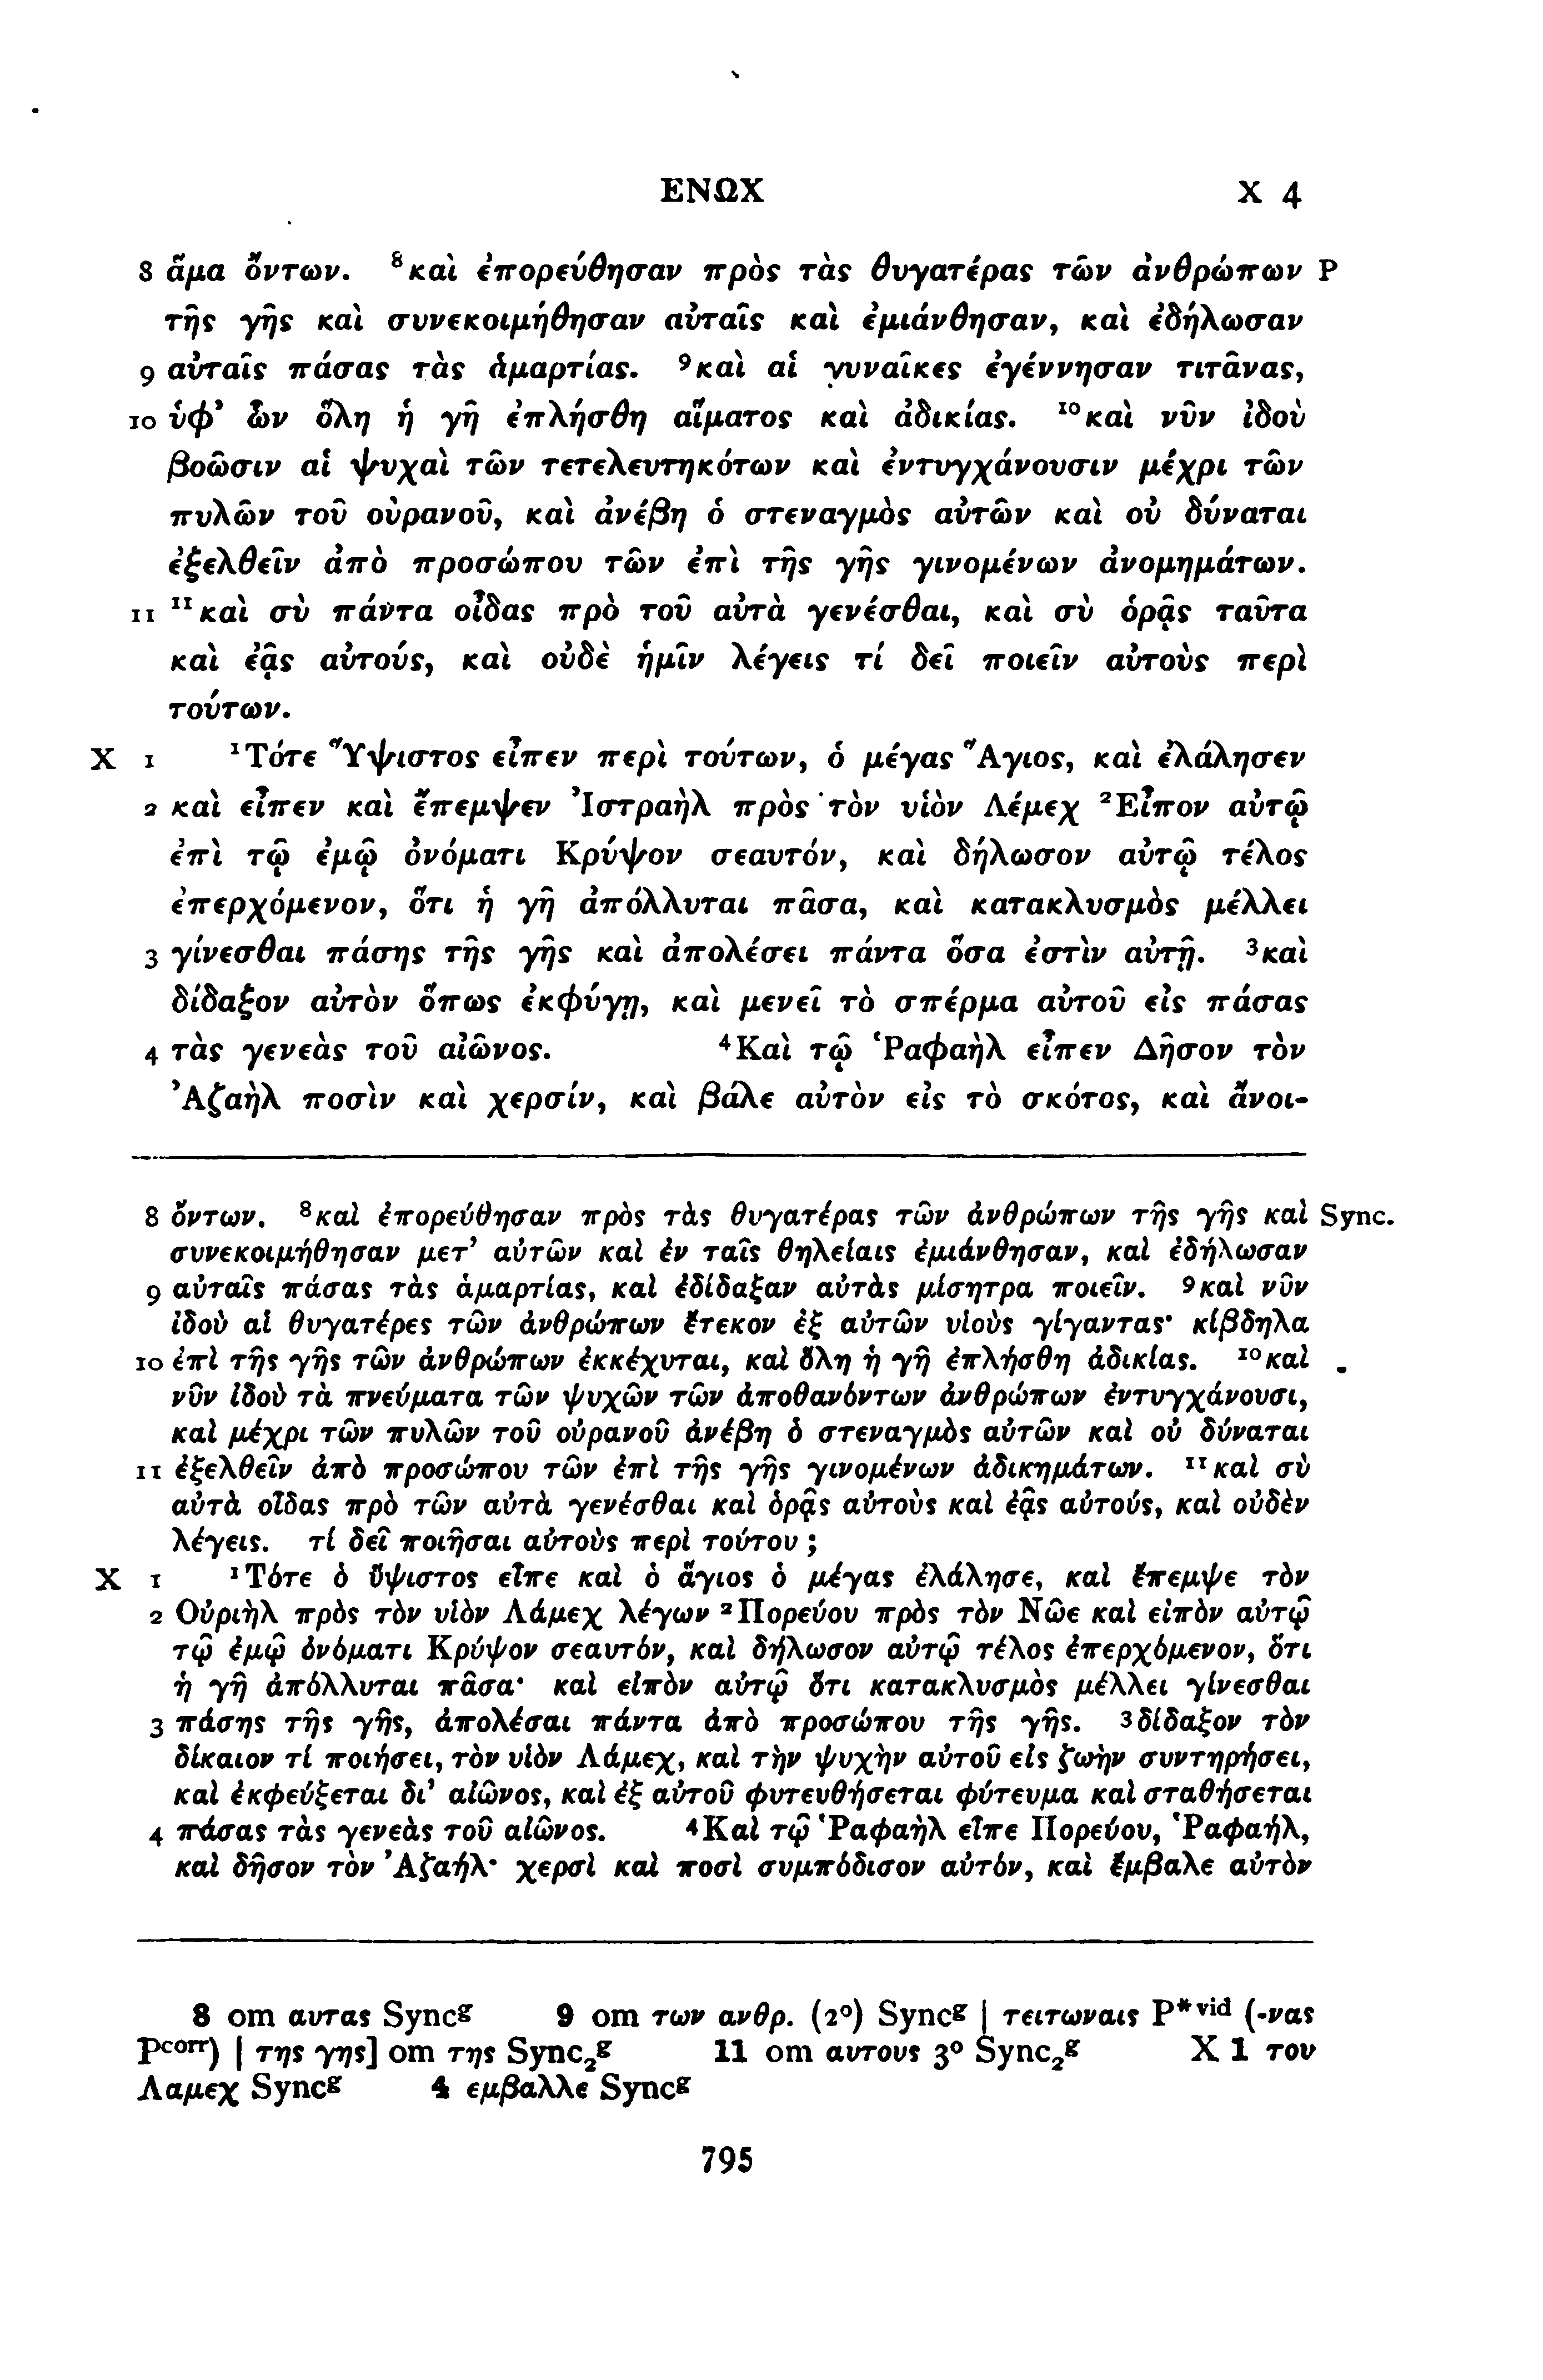 ΕΝΩΧ X 4
8 ἅμα ὄντων. ⁸καὶ ἐπορεύθησαν πρὸς τὰς θυγατέρας τῶν ἀνθρώπων P
τῆς γῆς καὶ συνεκοιμήθησαν αὐταῖς καὶ ἐμιάνθησαν, καὶ ἐδήλωσαν
9 αὐταῖς πάσας τὰς ἁμαρτίας. ⁹καὶ αἱ γυναῖκες ἐγέννησαν τιτᾶνας,
10 ὑφ’ ὧν ὅλη ἡ γῆ ἐπλήσθη αἵματος καὶ ἀδικίας. ¹⁰καὶ νῦν ἰδοὺ
βοῶσιν αἱ ψυχαὶ τῶν τετελευτηκότων καὶ ἐντυγχάνουσιν μέχρι τῶν
πυλῶν τοῦ οὐρανοῦ, καὶ ἀνέβη ὁ στεναγμὸς αὐτῶν καὶ οὐ δύναται
ἐξελθεῖν ἀπὸ προσώπου τῶν ἐπὶ τῆς γῆς γινομένων ἀνομημάτων.
11 ¹¹καὶ σὺ πάντα οἶδας πρὸ τοῦ αὐτὰ γενέσθαι, καὶ σὺ ὁρᾷς ταῦτα
καὶ ἐᾷς αὐτούς, καὶ οὐδὲ ἡμῖν λέγεις τί δεῖ ποιεῖν αὐτοὺς περὶ
τούτων.
X 1 ¹Τότε Ὕψιστος εἶπεν περὶ τούτων, ὁ μέγας Ἅγιος, καὶ ἐλάλησεν
2 καὶ εἶπεν καὶ ἔπεμψεν Ἰστραὴλ πρὸς τὸν υἱὸν Λέμεχ ²Εἶπον αὐτῷ
ἐπὶ τῷ ἐμῷ ὀνόματι Κρύψον σεαυτόν, καὶ δήλωσον αὐτῷ τέλος
ἐπερχόμενον, ὅτι ἡ γῆ ἀπόλλυται πᾶσα, καὶ κατακλυσμὸς μέλλει
3 γίνεσθαι πάσης τῆς γῆς καὶ ἀπολέσει πάντα ὅσα ἐστὶν αὐτῇ. ³καὶ
δίδαξον αὐτὸν ὅπως ἐκφύγῃ, καὶ μενεῖ τὸ σπέρμα αὐτοῦ εἰς πάσας
4 τὰς γενεὰς τοῦ αἰῶνος. ⁴Καὶ τῷ Ῥαφαὴλ εἶπεν Δῆσον τὸν
Ἀζαὴλ ποσὶν καὶ χερσίν, καὶ βάλε αὐτὸν εἰς τὸ σκότος, καὶ ἄνοι-
8 ὄντων. ⁸καὶ ἐπορεύθησαν πρὸς τὰς θυγατέρας τῶν ἀνθρώπων τῆς γῆς καὶ Sync.
συνεκοιμήθησαν μετ’ αὐτῶν καὶ ἐν ταῖς θηλείαις ἐμιάνθησαν, καὶ ἐδήλωσαν
9 αὐταῖς πάσας τὰς ἁμαρτίας, καὶ ἐδίδαξαν αὐτὰς μίσητρα ποιεῖν. ⁹καὶ νῦν
ἰδοὺ αἱ θυγατέρες τῶν ἀνθρώπων ἔτεκον ἐξ αὐτῶν υἱοὺς γίγαντας· κίβδηλα
10 ἐπὶ τῆς γῆς τῶν ἀνθρώπων ἐκκέχυται, καὶ ὅλη ἡ γῆ ἐπλήσθη ἀδικίας. ¹⁰καὶ
νῦν ἰδοὺ τὰ πνεύματα τῶν ψυχῶν τῶν ἀποθανόντων ἀνθρώπων ἐντυγχάνουσι,
καὶ μέχρι τῶν πυλῶν τοῦ οὐρανοῦ ἀνέβη ὁ στεναγμὸς αὐτῶν καὶ οὐ δύναται
11 ἐξελθεῖν ἀπὸ προσώπου τῶν ἐπὶ τῆς γῆς γινομένων ἀδικημάτων. ¹¹καὶ σὺ
αὐτὰ οἶδας πρὸ τῶν αὐτὰ γενέσθαι καὶ ὁρᾷς αὐτοὺς καὶ ἐᾷς αὐτούς, καὶ οὐδὲν
λέγεις. τί δεῖ ποιῆσαι αὐτοὺς περὶ τούτου ;
X 1 ¹Τότε ὁ ὕψιστος εἶπε καὶ ὁ ἅγιος ὁ μέγας ἐλάλησε, καὶ ἔπεμψε τὸν
2 Οὐριὴλ πρὸς τὸν υἱὸν Λάμεχ λέγων ²Πορεύου πρὸς τὸν Νῶε καὶ εἰπὸν αὐτῷ
τῷ ἐμῷ ὀνόματι Κρύψον σεαυτόν, καὶ δήλωσον αὐτῷ τέλος ἐπερχόμενον, ὅτι
ἡ γῆ ἀπόλλυται πᾶσα· καὶ εἰπὸν αὐτῷ ὅτι κατακλυσμὸς μέλλει γίνεσθαι
3 πάσης τῆς γῆς, ἀπολέσαι πάντα ἀπὸ προσώπου τῆς γῆς. ³δίδαξον τὸν
δίκαιον τί ποιήσει, τὸν υἱὸν Λάμεχ, καὶ τὴν ψυχὴν αὐτοῦ εἰς ζωὴν συντηρήσει,
καὶ ἐκφεύξεται δι’ αἰῶνος, καὶ ἐξ αὐτοῦ φυτευθήσεται φύτευμα καὶ σταθήσεται
4 πάσας τὰς γενεὰς τοῦ αἰῶνος. ⁴Καὶ τῷ Ῥαφαὴλ εἶπε Πορεύου, Ῥαφαήλ,
καὶ δῆσον τὸν Ἀζαήλ· χερσὶ καὶ ποσὶ συμπόδισον αὐτόν, καὶ ἔμβαλε αὐτὸν
8 om αυτας Syncᵍ 9 om των ανθρ. (2°) Syncᵍ | τειτωναις P*ᵛⁱᵈ (-νας
Pᶜᵒʳʳ) | της γης] om της Sync₂ᵍ 11 om αυτους 3° Sync₂ᵍ X 1 τον
Λαμεχ Syncᵍ 4 εμβαλλε Syncᵍ
795